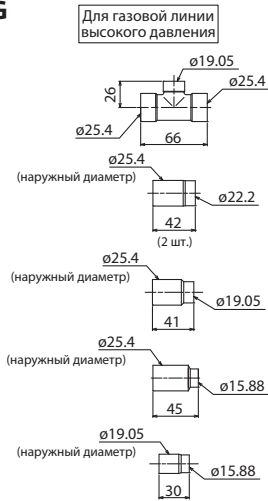 G
Для газовой линии
высокого давления
ø19.05
26
ø25.4
ø25.4
66
ø25.4
(наружный диаметр)
ø22.2
42
(2 шт.)
ø25.4
(наружный диаметр)
ø19.05
41
ø25.4
(наружный диаметр)
ø15.88
45
ø19.05
(наружный диаметр)
ø15.88
30